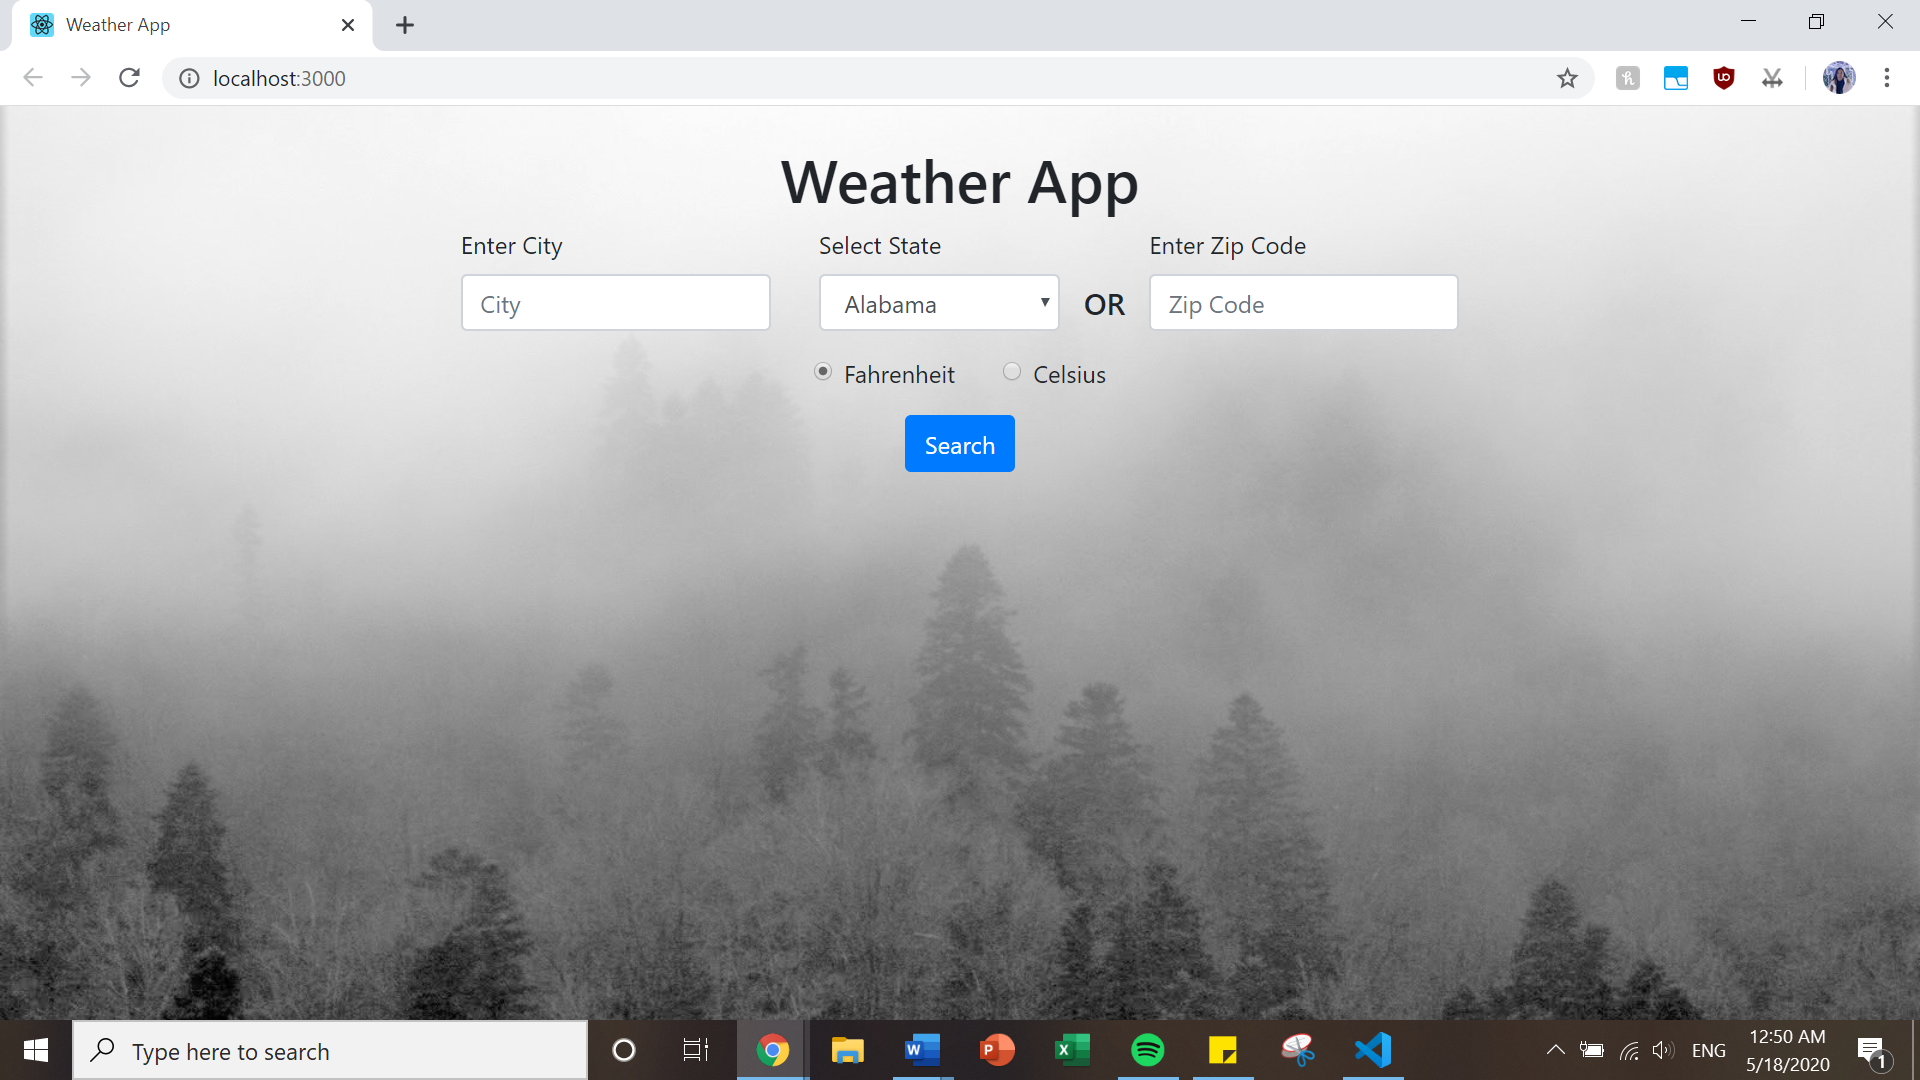 Weather App
localhost:3000
Weather App
Enter City
Select State
Enter Zip Code
City
Alabama
OR
Zip Code
Fahrenheit
Celsius
Search
Type here to search
ENG
12:50 AM
5/18/2020
1